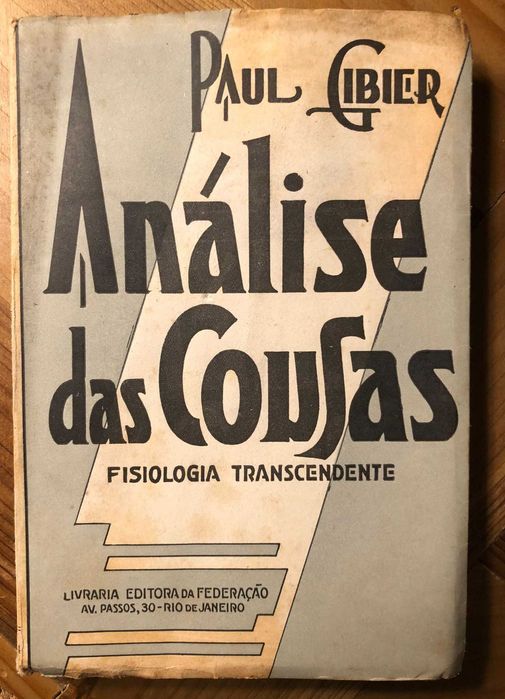 PAUL GIBIER
Análise
das Cousas
FISIOLOGIA TRANSCENDENTE
LIVRARIA EDITORA DA FEDERAÇÃO
AV. PASSOS, 30-RIO DE JANEIRO